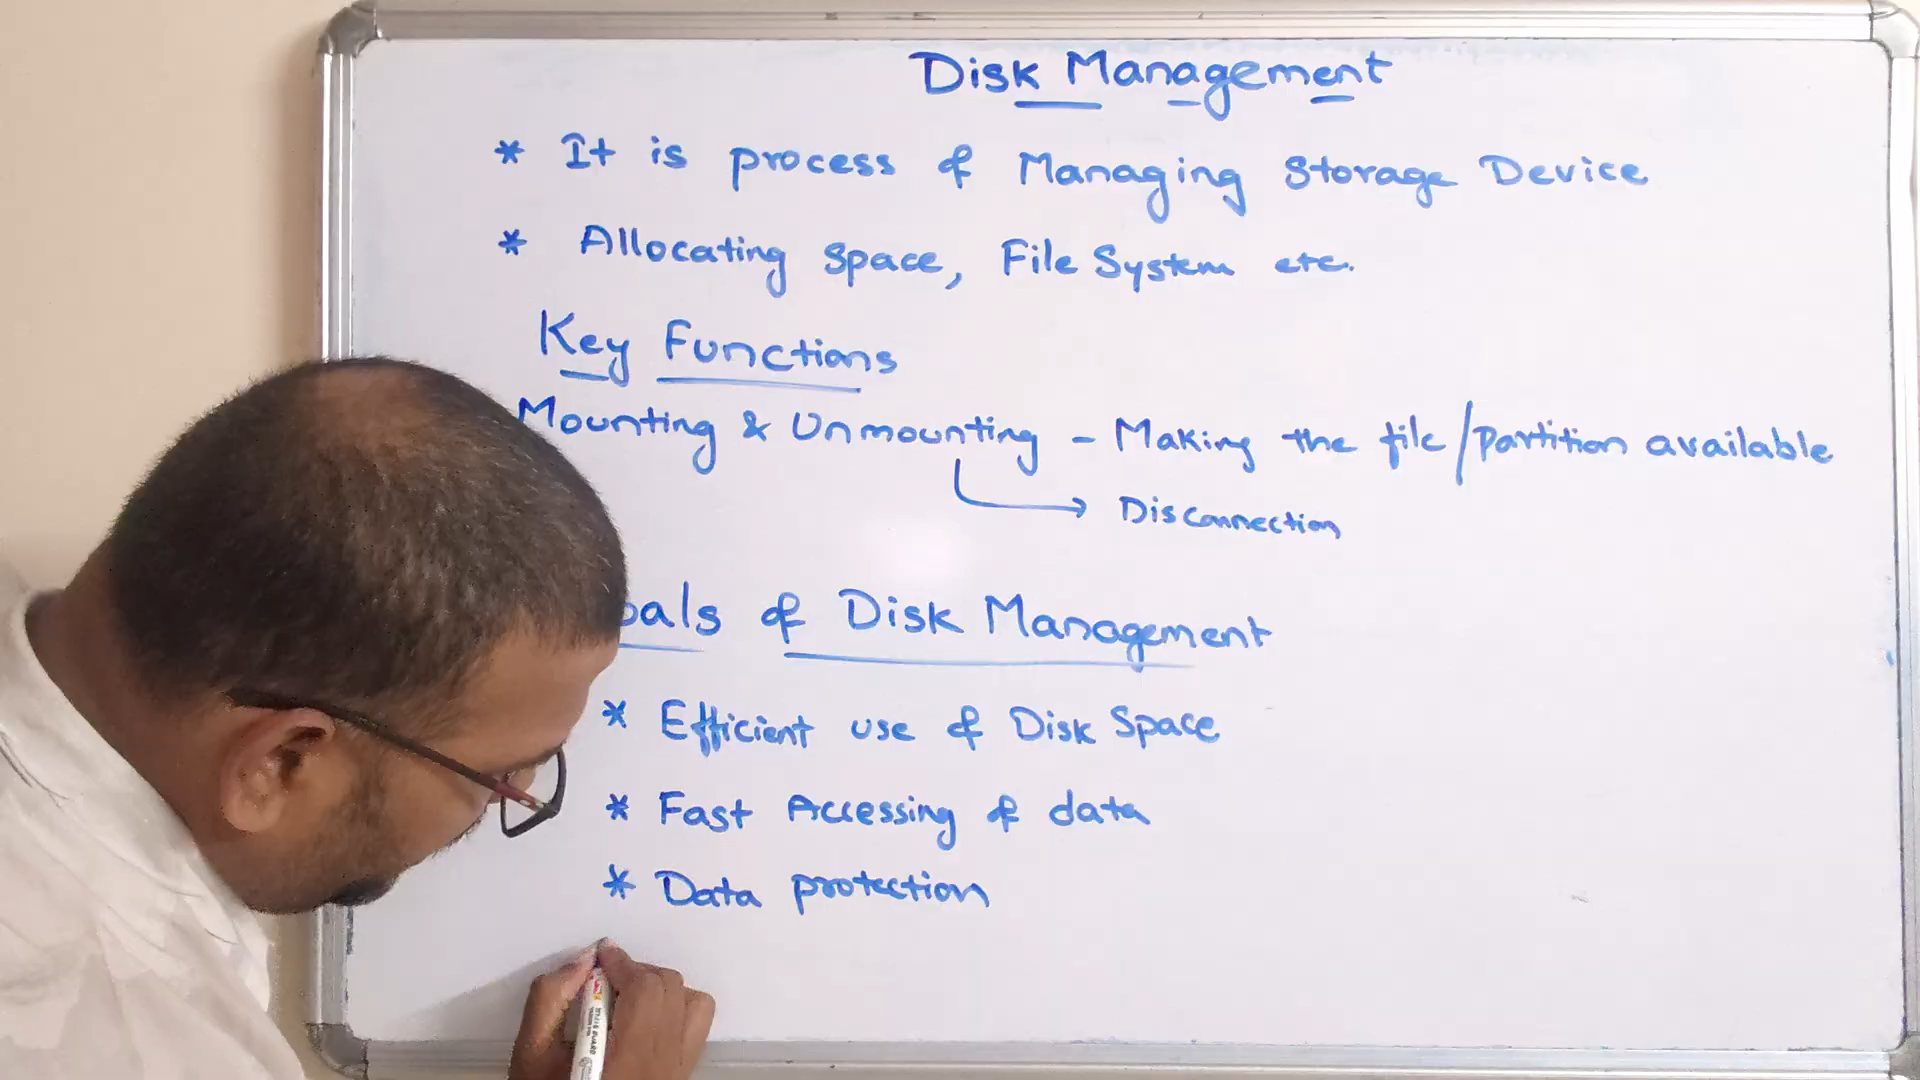 Disk Management
* It is process of Managing Storage Device
* Allocating Space, File System etc.
Key Functions
Mounting & Unmounting - Making the file/partition available
Disconnection
oals of Disk Management
* Efficient use of Disk Space
* Fast Accessing of data
* Data protection